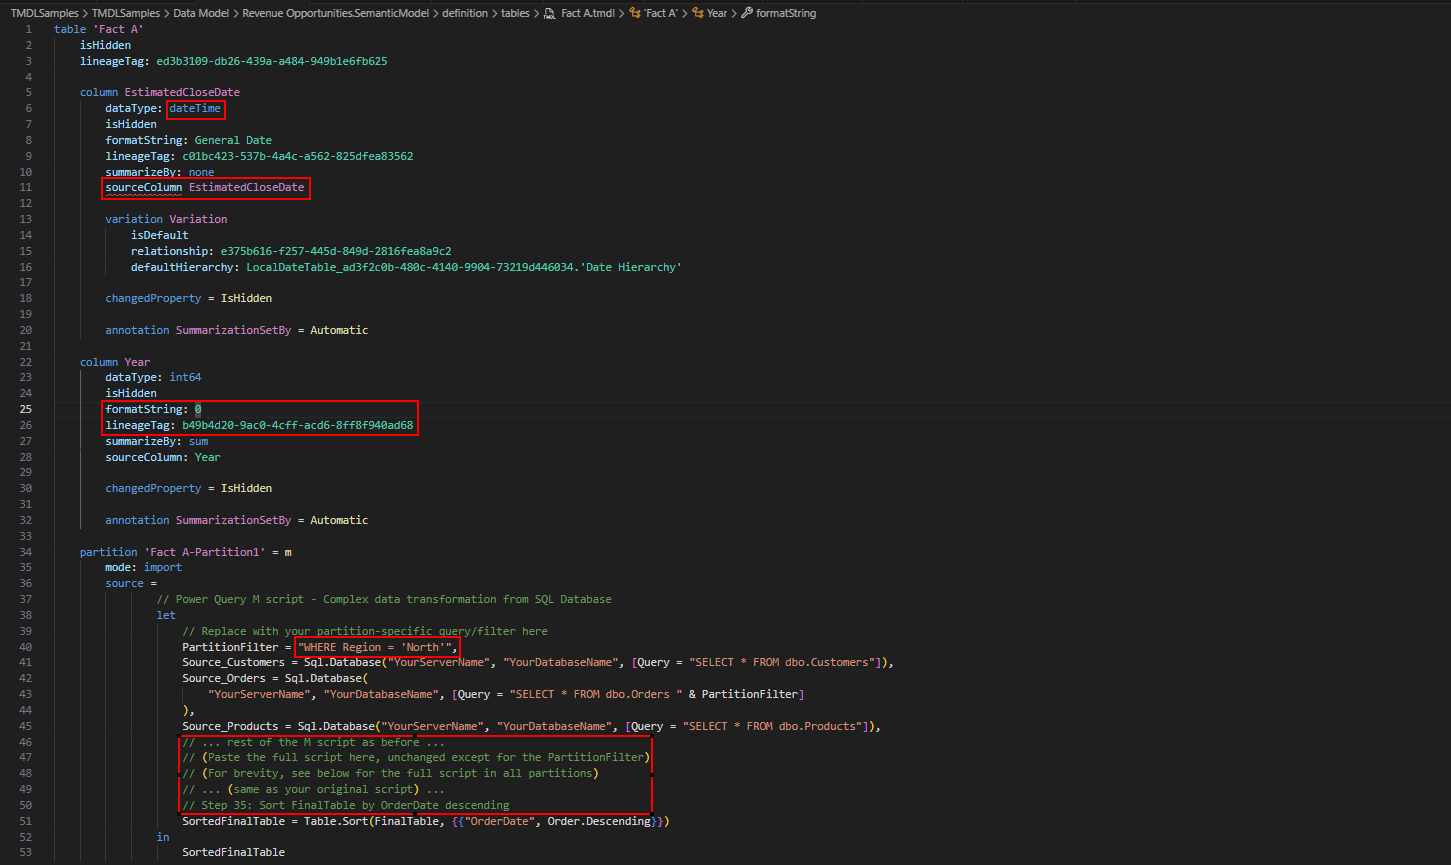 TMDLSamples > TMDLSamples > Data Model > Revenue Opportunities.SemanticModel > definition > tables > Fact A.tmdl > 'Fact A' > Year > formatString
1 table 'Fact A'
2 isHidden
3 lineageTag: ed3b3109-db26-439a-a484-949b1e6fb625
4
5 column EstimatedCloseDate
6 dataType: dateTime
7 isHidden
8 formatString: General Date
9 lineageTag: c01bc423-537b-4a4c-a562-825dfea83562
10 summarizeBy: none
11 sourceColumn EstimatedCloseDate
12
13 variation Variation
14 isDefault
15 relationship: e375b616-f257-445d-849d-2816fea8a9c2
16 defaultHierarchy: LocalDateTable_ad3f2c0b-480c-4140-9904-73219d446034.'Date Hierarchy'
17
18 changedProperty = IsHidden
19
20 annotation SummarizationSetBy = Automatic
21
22 column Year
23 dataType: int64
24 isHidden
25 formatString: 0
26 lineageTag: b49b4d20-9ac0-4cff-acd6-8ff8f940ad68
27 summarizeBy: sum
28 sourceColumn: Year
29
30 changedProperty = IsHidden
31
32 annotation SummarizationSetBy = Automatic
33
34 partition 'Fact A-Partition1' = m
35 mode: import
36 source =
37 // Power Query M script - Complex data transformation from SQL Database
38 let
39 // Replace with your partition-specific query/filter here
40 PartitionFilter = "WHERE Region = 'North'",
41 Source_Customers = Sql.Database("YourServerName", "YourDatabaseName", [Query = "SELECT * FROM dbo.Customers"]),
42 Source_Orders = Sql.Database(
43 "YourServerName", "YourDatabaseName", [Query = "SELECT * FROM dbo.Orders " & PartitionFilter]
44 ),
45 Source_Products = Sql.Database("YourServerName", "YourDatabaseName", [Query = "SELECT * FROM dbo.Products"]),
46 // ... rest of the M script as before ...
47 // (Paste the full script here, unchanged except for the PartitionFilter)
48 // (For brevity, see below for the full script in all partitions)
49 // ... (same as your original script) ...
50 // Step 35: Sort FinalTable by OrderDate descending
51 SortedFinalTable = Table.Sort(FinalTable, {{"OrderDate", Order.Descending}})
52 in
53 SortedFinalTable